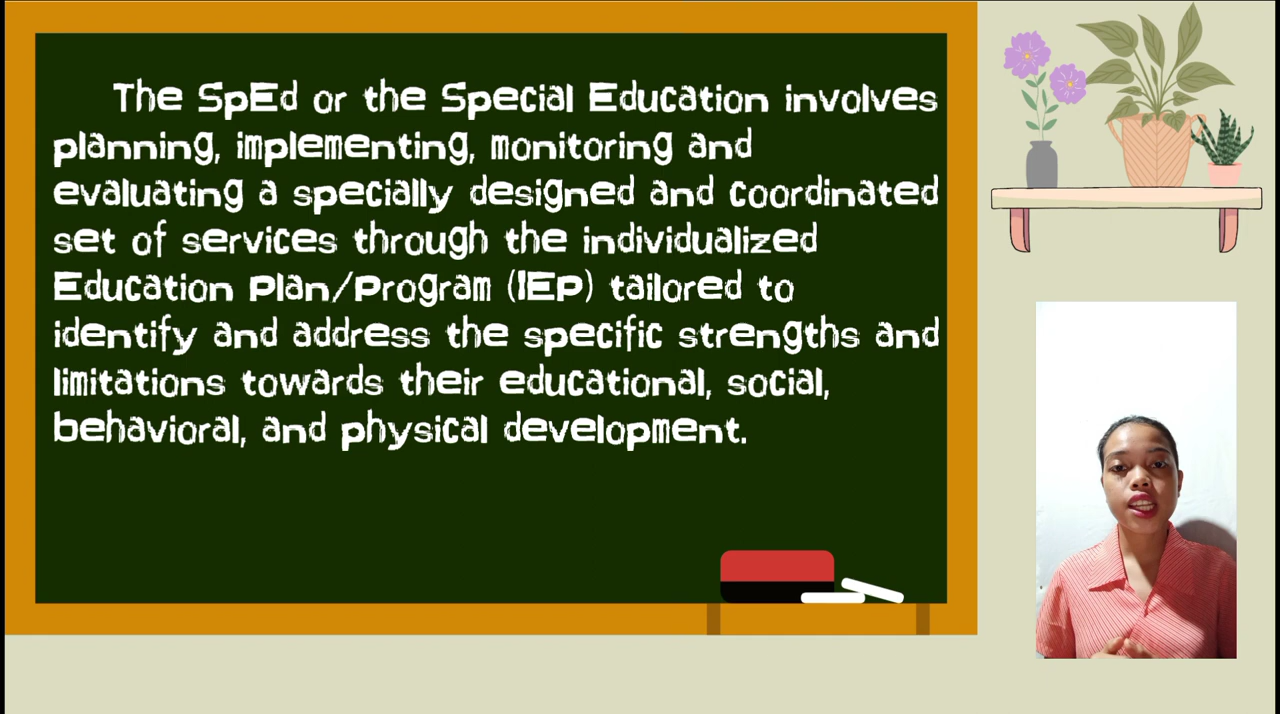 The SpEd or the Special Education involves
planning, implementing, monitoring and
evaluating a specially designed and coordinated
set of services through the individualized
Education Plan/Program (IEP) tailored to
identify and address the specific strengths and
limitations towards their educational, social,
behavioral, and physical development.